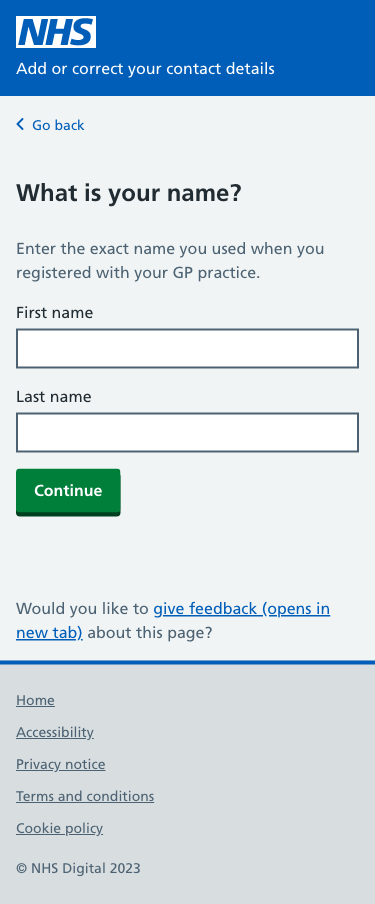 NHS
Add or correct your contact details
Go back
What is your name?
Enter the exact name you used when you
registered with your GP practice.
First name
Last name
Continue
Would you like to give feedback (opens in
new tab) about this page?
Home
Accessibility
Privacy notice
Terms and conditions
Cookie policy
© NHS Digital 2023